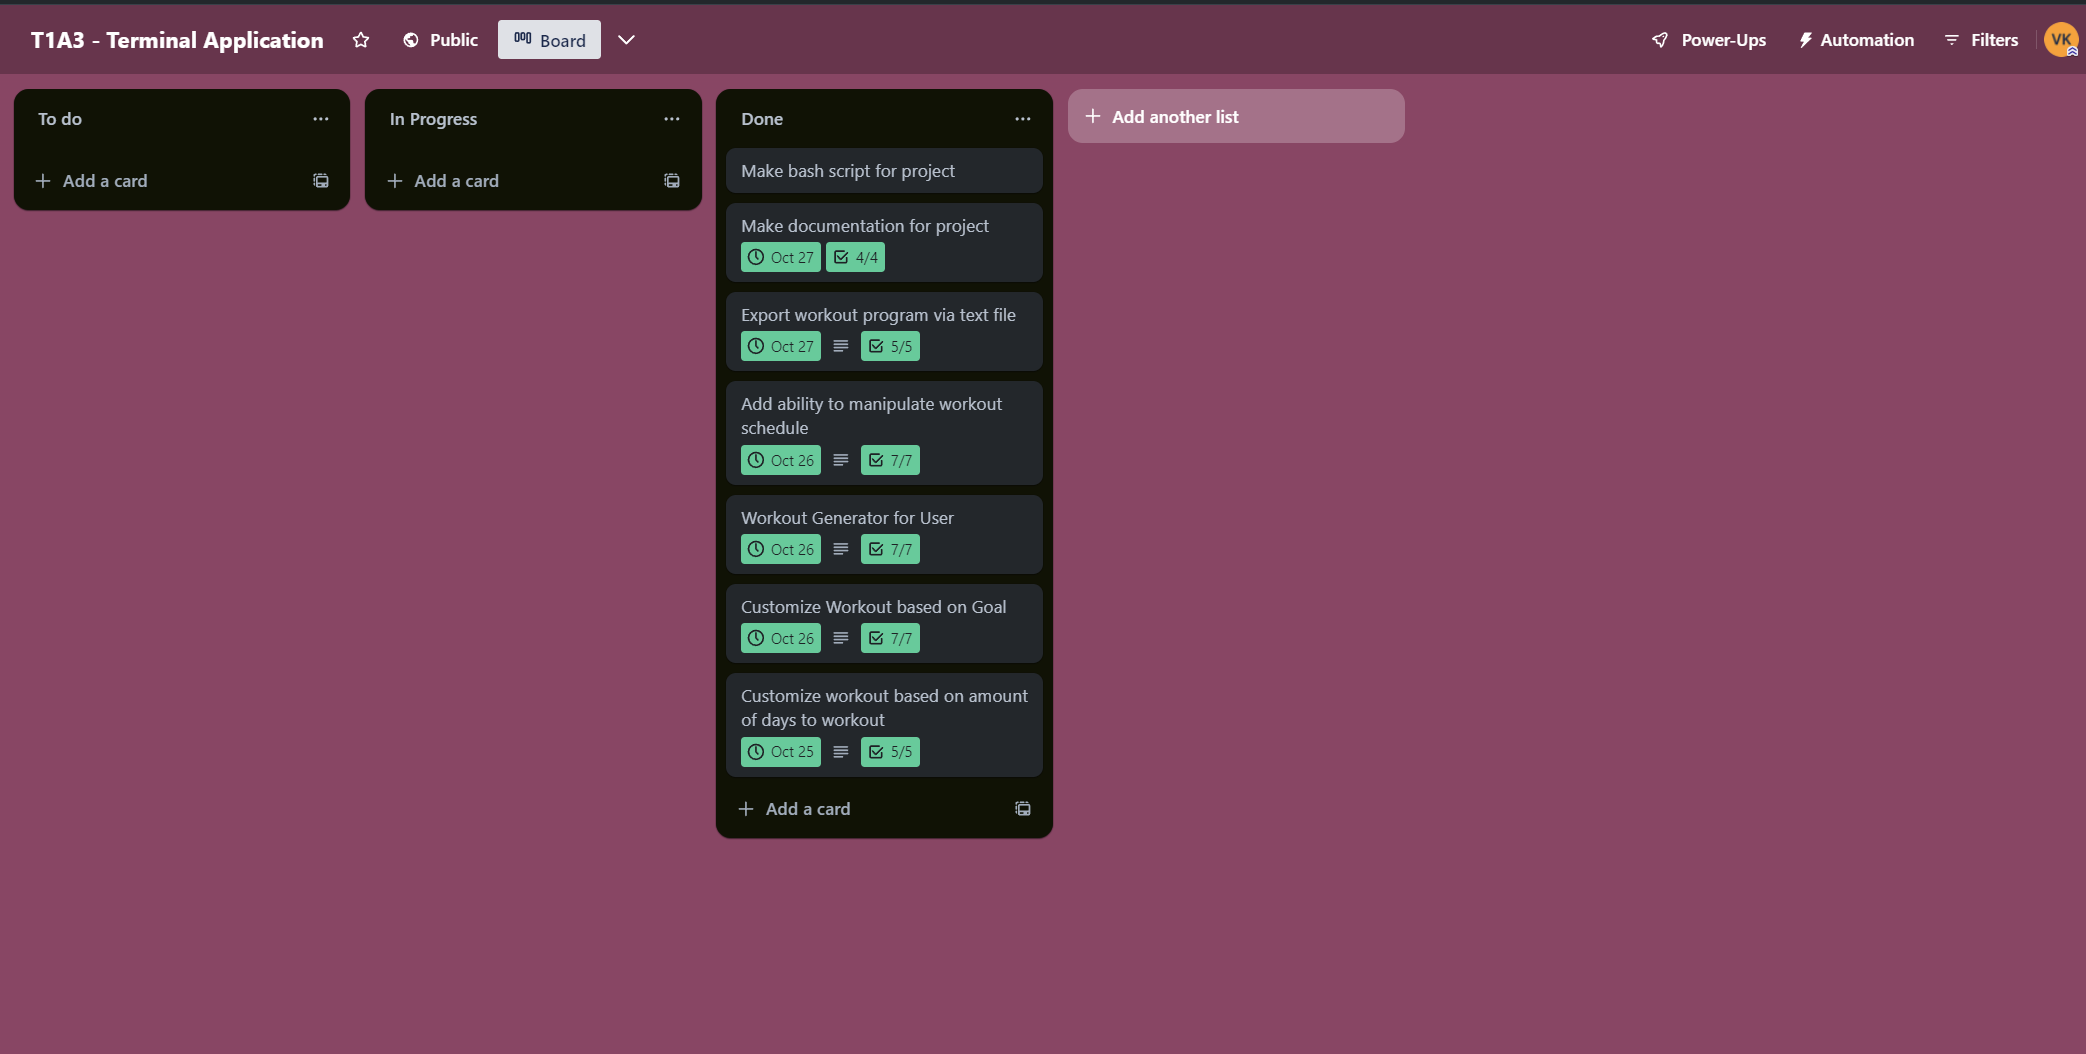 T1A3 - Terminal Application
Public
Board
Power-Ups
Automation
Filters
VK
To do
Add a card
In Progress
Add a card
Done
Make bash script for project
Make documentation for project
Oct 27
4/4
Export workout program via text file
Oct 27
5/5
Add ability to manipulate workout
schedule
Oct 26
7/7
Workout Generator for User
Oct 26
7/7
Customize Workout based on Goal
Oct 26
7/7
Customize workout based on amount
of days to workout
Oct 25
5/5
Add a card
Add another list